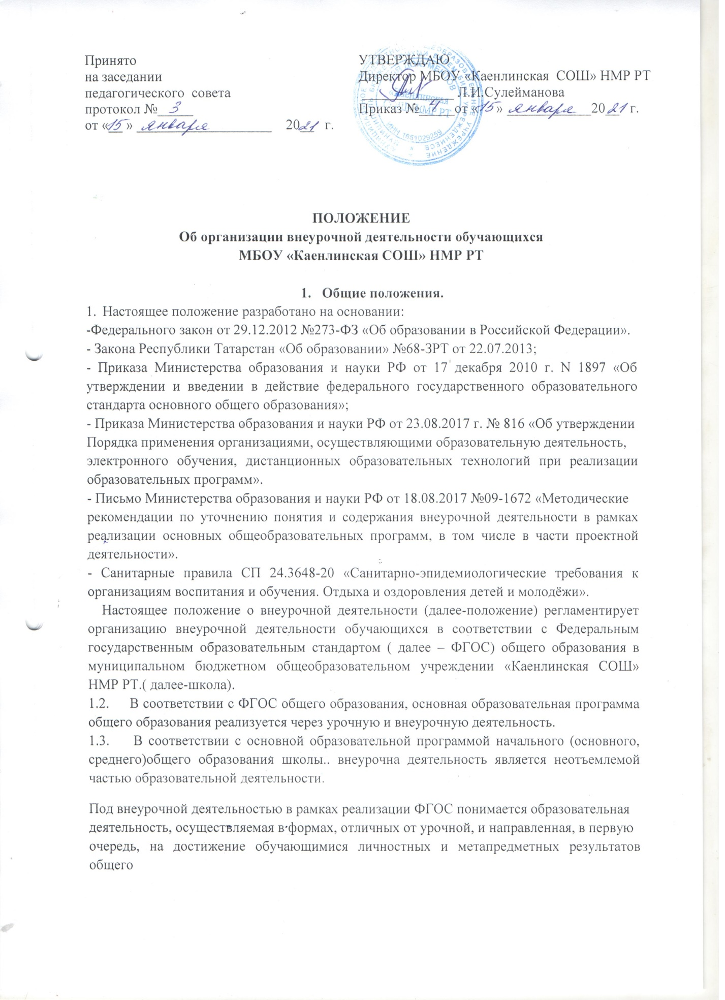 Принято
на заседании
педагогического совета
протокол № 3
от «15» января 2021 г.
УТВЕРЖДАЮ
Директор МБОУ «Каенлинская СОШ» НМР РТ
Л.И.Сулейманова
Приказ № 4 от «15» января 2021 г.
ИНН 1651029259
ПОЛОЖЕНИЕ
Об организации внеурочной деятельности обучающихся
МБОУ «Каенлинская СОШ» НМР РТ
1. Общие положения.
1. Настоящее положение разработано на основании:
-Федерального закон от 29.12.2012 №273-ФЗ «Об образовании в Российской Федерации».
- Закона Республики Татарстан «Об образовании» №68-ЗРТ от 22.07.2013;
- Приказа Министерства образования и науки РФ от 17 декабря 2010 г. N 1897 «Об
утверждении и введении в действие федерального государственного образовательного
стандарта основного общего образования»;
- Приказа Министерства образования и науки РФ от 23.08.2017 г. № 816 «Об утверждении
Порядка применения организациями, осуществляющими образовательную деятельность,
электронного обучения, дистанционных образовательных технологий при реализации
образовательных программ».
- Письмо Министерства образования и науки РФ от 18.08.2017 №09-1672 «Методические
рекомендации по уточнению понятия и содержания внеурочной деятельности в рамках
реализации основных общеобразовательных программ, в том числе в части проектной
деятельности».
- Санитарные правила СП 24.3648-20 «Санитарно-эпидемиологические требования к
организациям воспитания и обучения. Отдыха и оздоровления детей и молодёжи».
Настоящее положение о внеурочной деятельности (далее-положение) регламентирует
организацию внеурочной деятельности обучающихся в соответствии с Федеральным
государственным образовательным стандартом ( далее – ФГОС) общего образования в
муниципальном бюджетном общеобразовательном учреждении «Каенлинская СОШ»
НМР РТ.( далее-школа).
1.2. В соответствии с ФГОС общего образования, основная образовательная программа
общего образования реализуется через урочную и внеурочную деятельность.
1.3. В соответствии с основной образовательной программой начального (основного,
среднего)общего образования школы.. внеурочна деятельность является неотъемлемой
частью образовательной деятельности.
Под внеурочной деятельностью в рамках реализации ФГОС понимается образовательная
деятельность, осуществляемая в формах, отличных от урочной, и направленная, в первую
очередь, на достижение обучающимися личностных и метапредметных результатов
общего